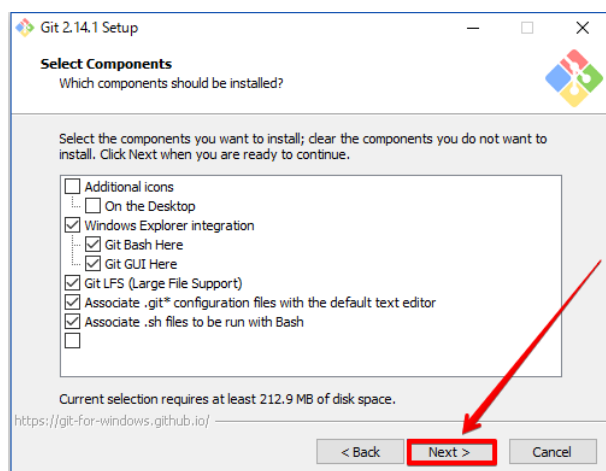 Git 2.14.1 Setup
Select Components
Which components should be installed?
Select the components you want to install; clear the components you do not want to
install. Click Next when you are ready to continue.
Additional icons
On the Desktop
Windows Explorer integration
Git Bash Here
Git GUI Here
Git LFS (Large File Support)
Associate .git* configuration files with the default text editor
Associate .sh files to be run with Bash
Current selection requires at least 212.9 MB of disk space.
https://git-for-windows.github.io/
< Back Next > Cancel